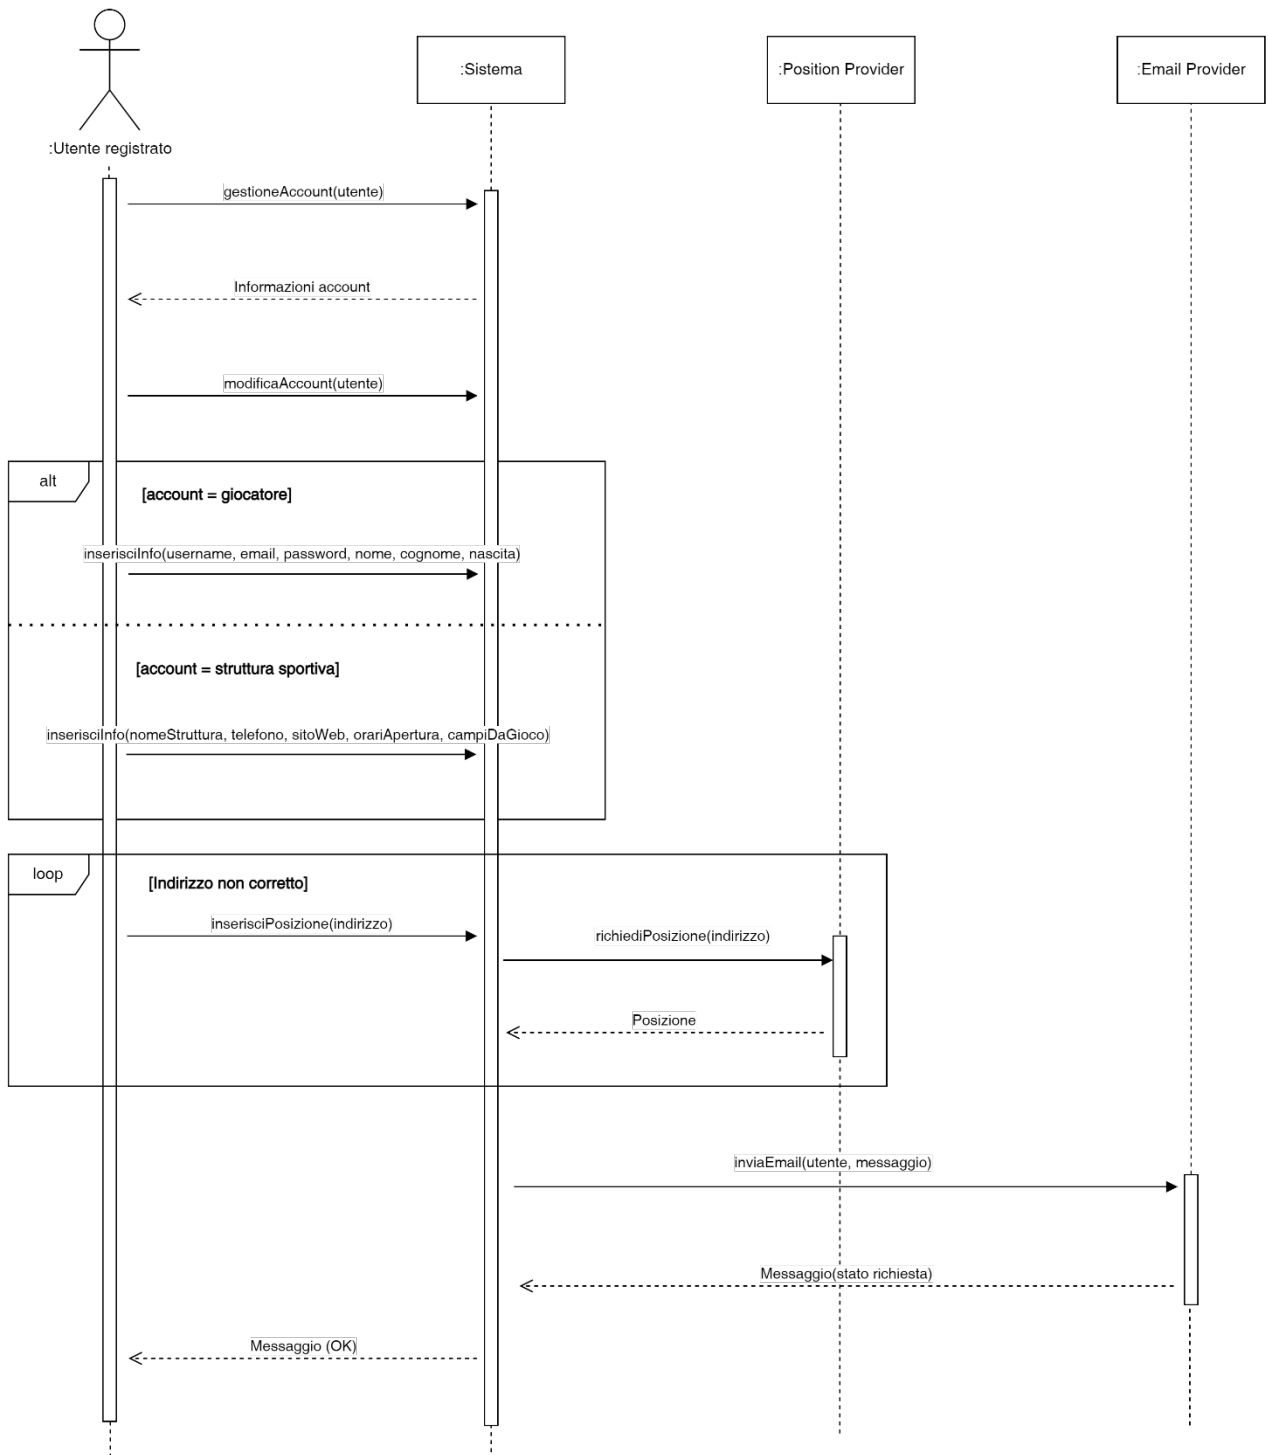 :Sistema
:Position Provider
:Email Provider
:Utente registrato
gestioneAccount(utente)
Informazioni account
modificaAccount(utente)
alt
[account = giocatore]
inserisciInfo(username, email, password, nome, cognome, nascita)
[account = struttura sportiva]
inserisciInfo(nomeStruttura, telefono, sitoWeb, orariApertura, campiDaGioco)
loop
[Indirizzo non corretto]
inserisciPosizione(indirizzo)
richiediPosizione(indirizzo)
Posizione
inviaEmail(utente, messaggio)
Messaggio(stato richiesta)
Messaggio (OK)